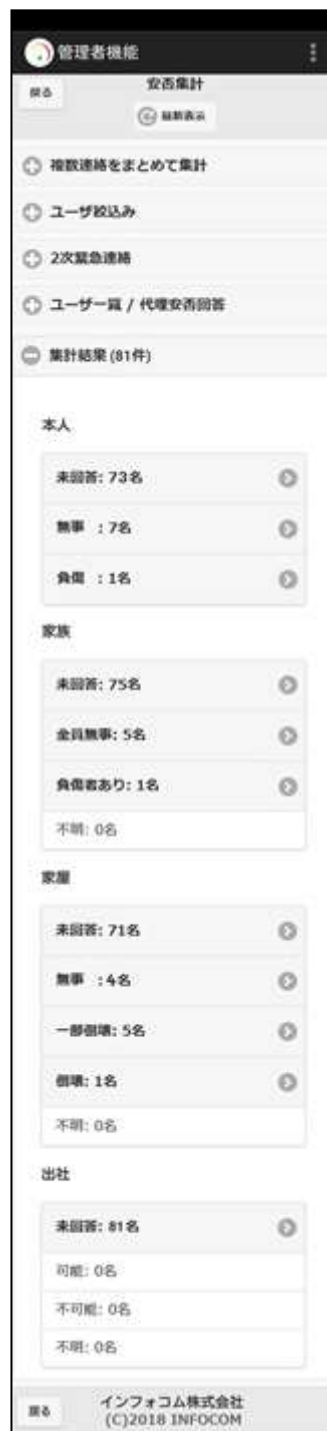 管理者機能
戻る
安否集計
最新表示
複数連絡をまとめて集計
ユーザ絞込み
2次緊急連絡
ユーザ一覧 / 代理安否回答
集計結果 (81件)
本人
未回答: 73名
無事 : 7名
負傷 : 1名
家族
未回答: 75名
全員無事: 5名
負傷者あり: 1名
不明: 0名
家屋
未回答: 71名
無事 : 4名
一部倒壊: 5名
倒壊: 1名
不明: 0名
出社
未回答: 81名
可能: 0名
不可能: 0名
不明: 0名
戻る
インフォコム株式会社
(C)2018 INFOCOM